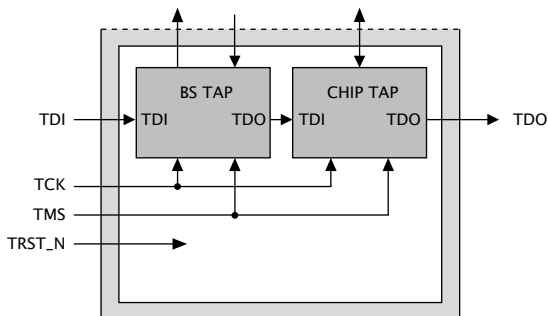 BS TAP CHIP TAP
TDI TDI TDO TDI TDO TDO
TCK
TMS
TRST_N